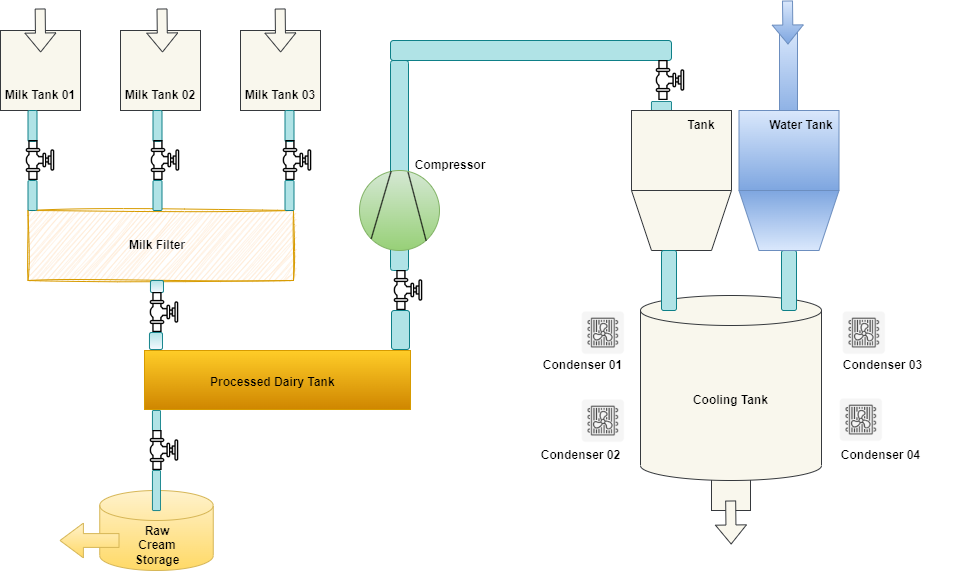 Milk Tank 01
Milk Tank 02
Milk Tank 03
Tank
Water Tank
Compressor
Milk Filter
Condenser 01
Condenser 03
Processed Dairy Tank
Cooling Tank
Condenser 02
Condenser 04
Raw
Cream
Storage